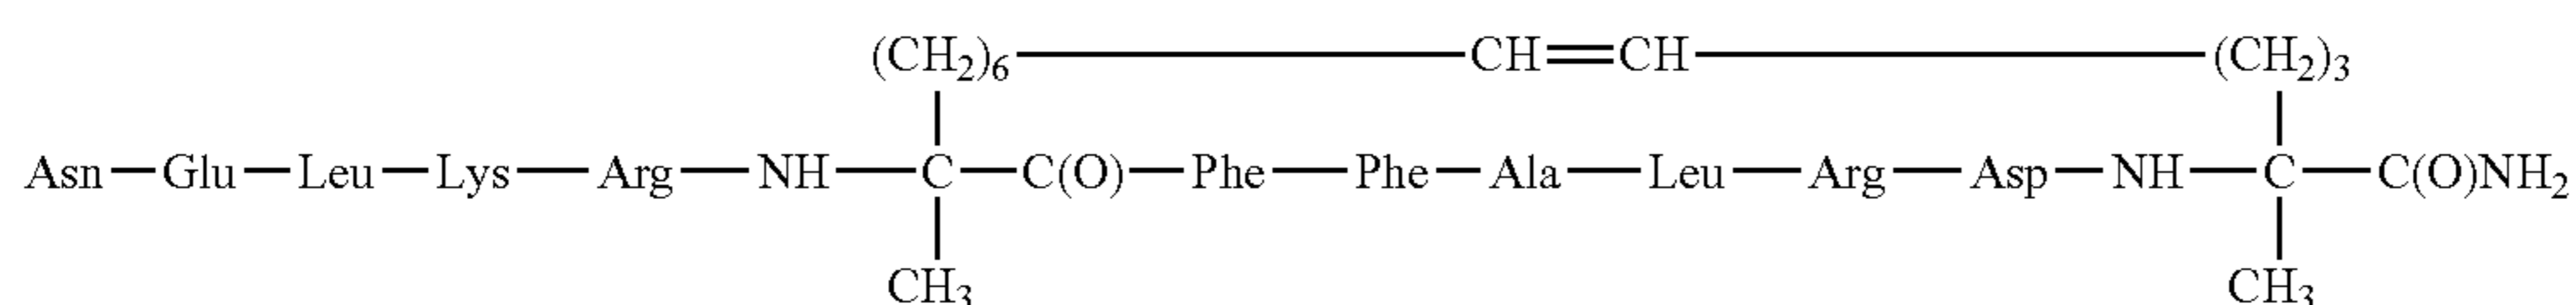 (CH₂)₆—CH=CH—(CH₂)₃
Asn—Glu—Leu—Lys—Arg—NH—C—C(O)—Phe—Phe—Ala—Leu—Arg—Asp—NH—C—C(O)NH₂
CH₃ CH₃